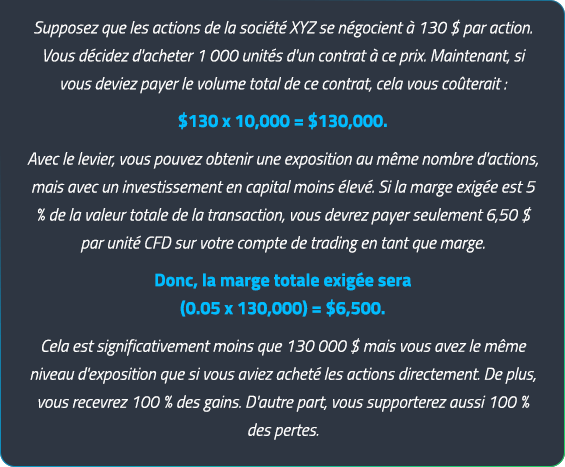 Supposez que les actions de la société XYZ se négocient à 130 $ par action.
Vous décidez d'acheter 1 000 unités d'un contrat à ce prix. Maintenant, si
vous deviez payer le volume total de ce contrat, cela vous coûterait :
$130 x 10,000 = $130,000.
Avec le levier, vous pouvez obtenir une exposition au même nombre d'actions,
mais avec un investissement en capital moins élevé. Si la marge exigée est 5
% de la valeur totale de la transaction, vous devrez payer seulement 6,50 $
par unité CFD sur votre compte de trading en tant que marge.
Donc, la marge totale exigée sera
(0.05 x 130,000) = $6,500.
Cela est significativement moins que 130 000 $ mais vous avez le même
niveau d'exposition que si vous aviez acheté les actions directement. De plus,
vous recevrez 100 % des gains. D'autre part, vous supporterez aussi 100 %
des pertes.